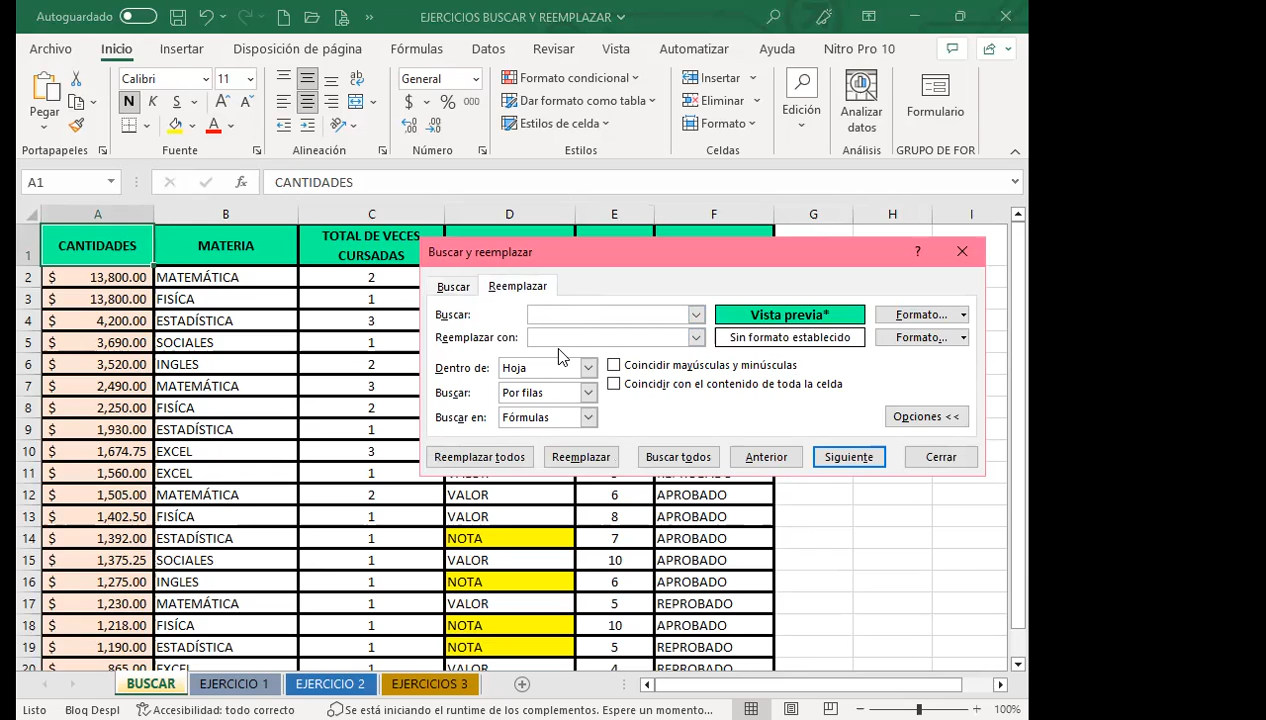 Autoguardado EJERCICIOS BUSCAR Y REEMPLAZAR
Archivo Inicio Insertar Disposición de página Fórmulas Datos Revisar Vista Automatizar Ayuda Nitro Pro 10
Pegar
Portapapeles
Calibri 11
N K S A A
A
Fuente
ab
Alineación
General
$ % 000
Número
Formato condicional
Dar formato como tabla
Estilos de celda
Estilos
Insertar
Eliminar
Formato
Celdas
Edición
Analizar
datos
Análisis
Formulario
GRUPO DE FOR
A1 fx CANTIDADES
A B C D E F G H I
1 CANTIDADES MATERIA TOTAL DE VECES
CURSADAS
2 $ 13,800.00 MATEMÁTICA 2
3 $ 13,800.00 FISÍCA 1
4 $ 4,200.00 ESTADÍSTICA 3
5 $ 3,690.00 SOCIALES 1
6 $ 3,520.00 INGLES 2
7 $ 2,490.00 MATEMÁTICA 3
8 $ 2,250.00 FISÍCA 2
9 $ 1,930.00 ESTADÍSTICA 1
10 $ 1,674.75 EXCEL 3
11 $ 1,560.00 EXCEL 1
12 $ 1,505.00 MATEMÁTICA 2 VALOR 6 APROBADO
13 $ 1,402.50 FISÍCA 1 VALOR 8 APROBADO
14 $ 1,392.00 ESTADÍSTICA 1 NOTA 7 APROBADO
15 $ 1,375.25 SOCIALES 1 VALOR 10 APROBADO
16 $ 1,275.00 INGLES 1 NOTA 6 APROBADO
17 $ 1,230.00 MATEMÁTICA 1 VALOR 5 REPROBADO
18 $ 1,218.00 FISÍCA 1 NOTA 10 APROBADO
19 $ 1,190.00 ESTADÍSTICA 1 NOTA 5 REPROBADO
20 $ 865.00 EXCEL 1 VALOR 4 REPROBADO
Buscar y reemplazar ?
Buscar Reemplazar
Buscar: Vista previa* Formato...
Reemplazar con: Sin formato establecido Formato...
Dentro de: Hoja Coincidir mayúsculas y minúsculas
Buscar: Por filas Coincidir con el contenido de toda la celda
Buscar en: Fórmulas Opciones <<
Reemplazar todos Reemplazar Buscar todos Anterior Siguiente Cerrar
BUSCAR EJERCICIO 1 EJERCICIO 2 EJERCICIOS 3
Listo Bloq Despl Accesibilidad: todo correcto Se está iniciando el runtime de los complementos. Espere un momento... 100%